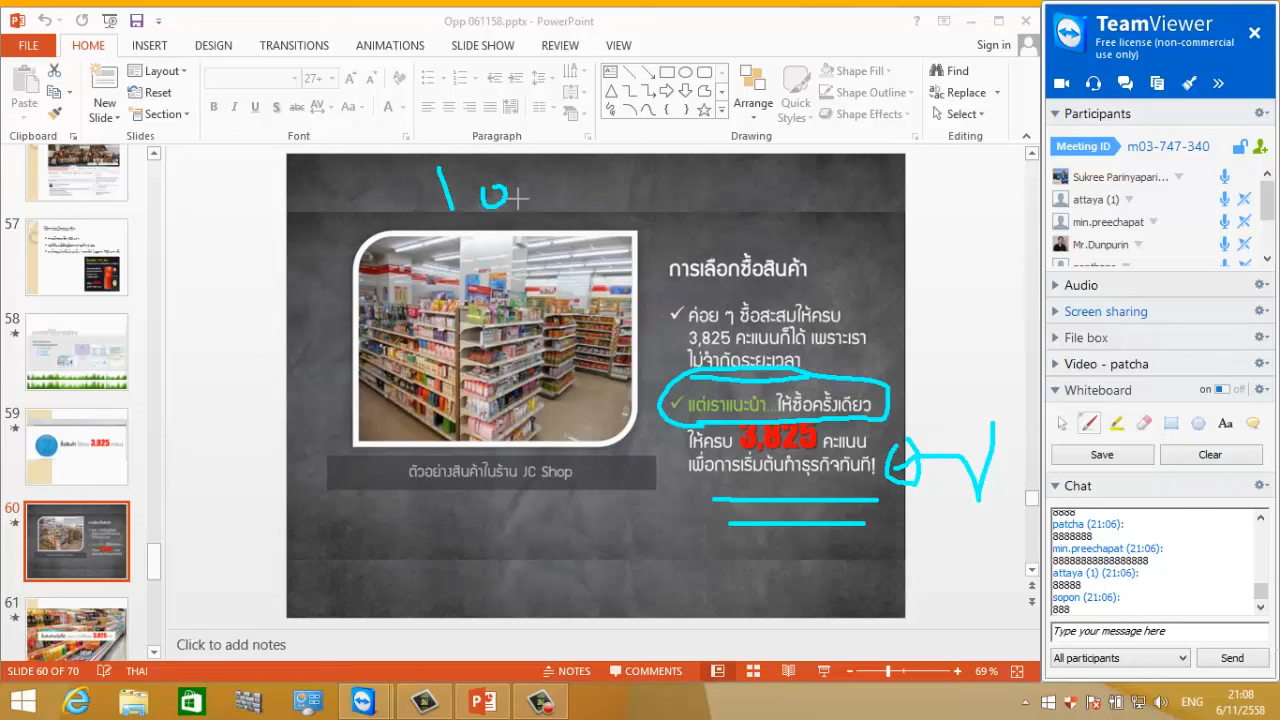 Opp 061158.pptx - PowerPoint
FILE HOME INSERT DESIGN TRANSITIONS ANIMATIONS SLIDE SHOW REVIEW VIEW Sign in
Paste
Clipboard
New
Slide
Layout
Reset
Section
Slides
27+
Font
Paragraph
Arrange
Quick
Styles
Shape Fill
Shape Outline
Shape Effects
Drawing
Find
Replace
Select
Editing
57
58
59
3,825
60
61
10
การเลือกซื้อสินค้า
ค่อย ๆ ซื้อสะสมให้ครบ
3,825 คะแนนก็ได้ เพราะเรา
ไม่จำกัดระยะเวลา
แต่เราแนะนำ...ให้ซื้อครั้งเดียว
ให้ครบ 3,825 คะแนน
เพื่อการเริ่มต้นทำธุรกิจทันที!
ตัวอย่างสินค้าในร้าน JC Shop
Click to add notes
SLIDE 60 OF 70 THAI NOTES COMMENTS 69 %
TeamViewer
Free license (non-commercial
use only)
Participants
Meeting ID m03-747-340
Sukree Parinyapari...
attaya (1)
min.preechapat
Mr.Dunpurin
Audio
Screen sharing
File box
Video - patcha
Whiteboard on off
Aa
Save Clear
Chat
8888
patcha (21:06):
8888888
min.preechapat (21:06):
88888888888888888
attaya (1) (21:06):
88888
sopon (21:06):
888
Type your message here
All participants Send
ENG
21:08
6/11/2558